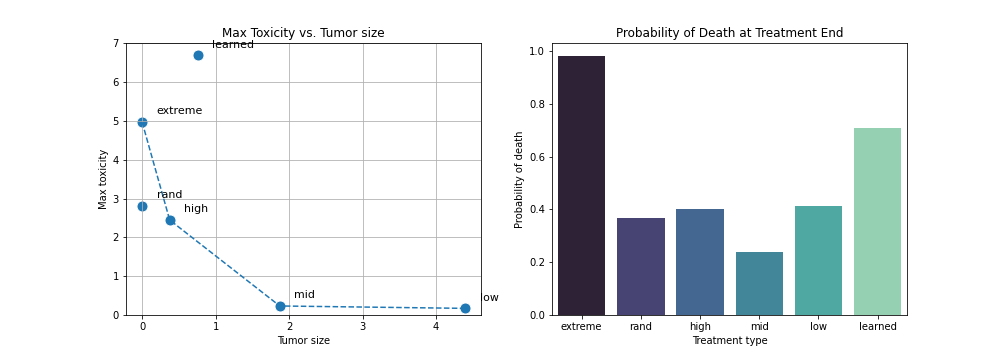 Max Toxicity vs. Tumor size
Max toxicity
7
6
5
4
3
2
1
0
learned
extreme
rand
high
mid
low
0 1 2 3 4
Tumor size
Probability of Death at Treatment End
Probability of death
1.0
0.8
0.6
0.4
0.2
0.0
extreme rand high mid low learned
Treatment type